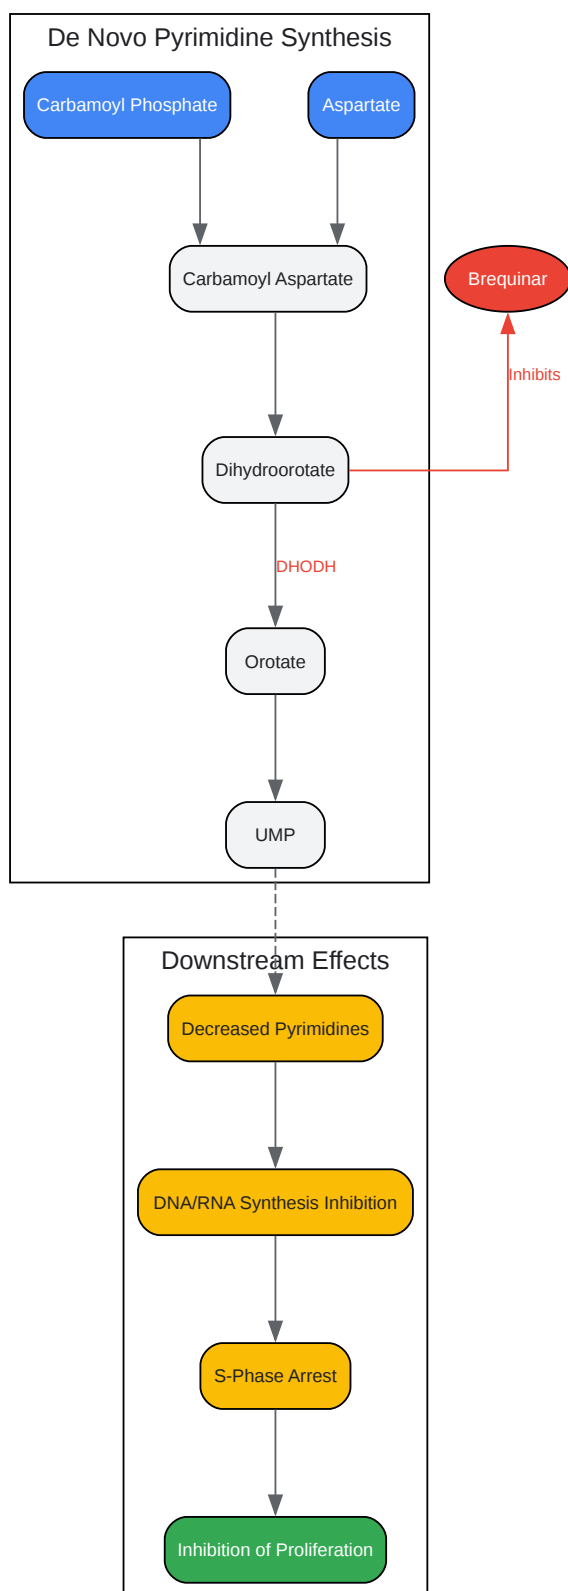 De Novo Pyrimidine Synthesis
Carbamoyl Phosphate
Aspartate
Carbamoyl Aspartate
Brequinar
Inhibits
Dihydroorotate
DHODH
Orotate
UMP
Downstream Effects
Decreased Pyrimidines
DNA/RNA Synthesis Inhibition
S-Phase Arrest
Inhibition of Proliferation